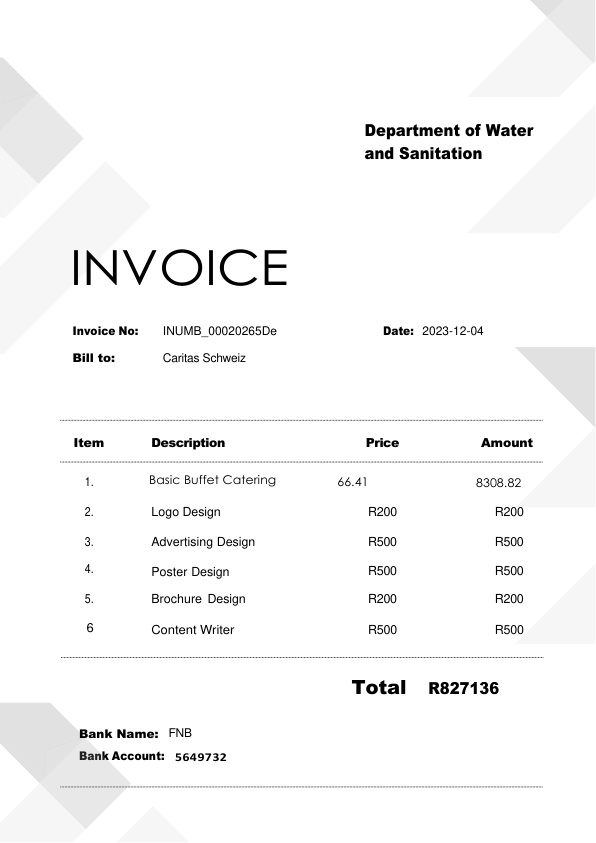 Department of Water
and Sanitation
INVOICE
Invoice No: INUMB_00020265De Date: 2023-12-04
Bill to: Caritas Schweiz
Item Description Price Amount
1. Basic Buffet Catering 66.41 8308.82
2. Logo Design R200 R200
3. Advertising Design R500 R500
4. Poster Design R500 R500
5. Brochure Design R200 R200
6 Content Writer R500 R500
Total R827136
Bank Name: FNB
Bank Account: 5649732